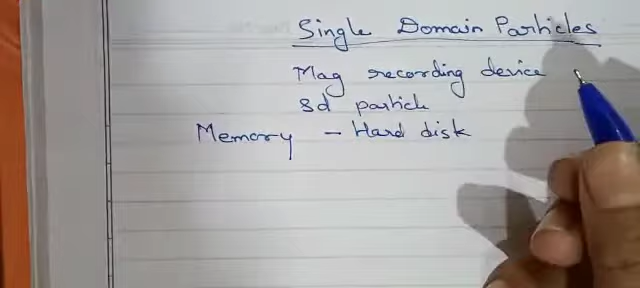 Single Domain Particles
Mag recording device
sd particle
Memory - Hard disk